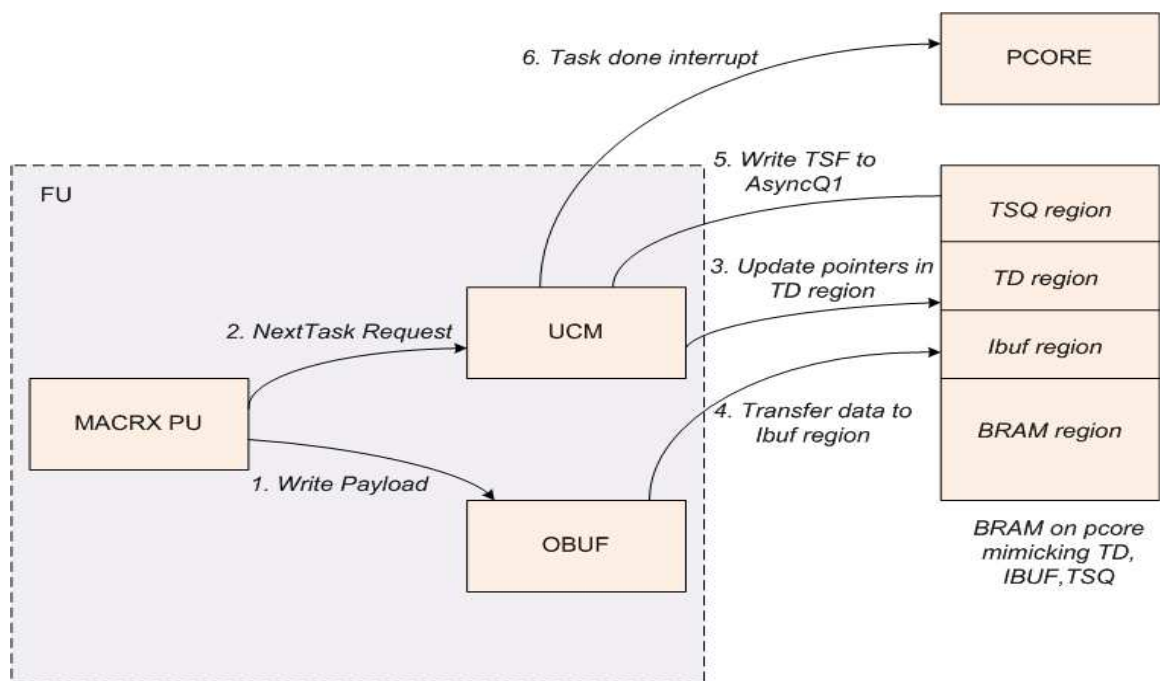 6. Task done interrupt
PCORE
FU
5. Write TSF to
AsyncQ1
TSQ region
3. Update pointers in
TD region
TD region
2. NextTask Request
UCM
Ibuf region
MACRX PU
4. Transfer data to
Ibuf region
BRAM region
1. Write Payload
OBUF
BRAM on pcore
mimicking TD,
IBUF,TSQ